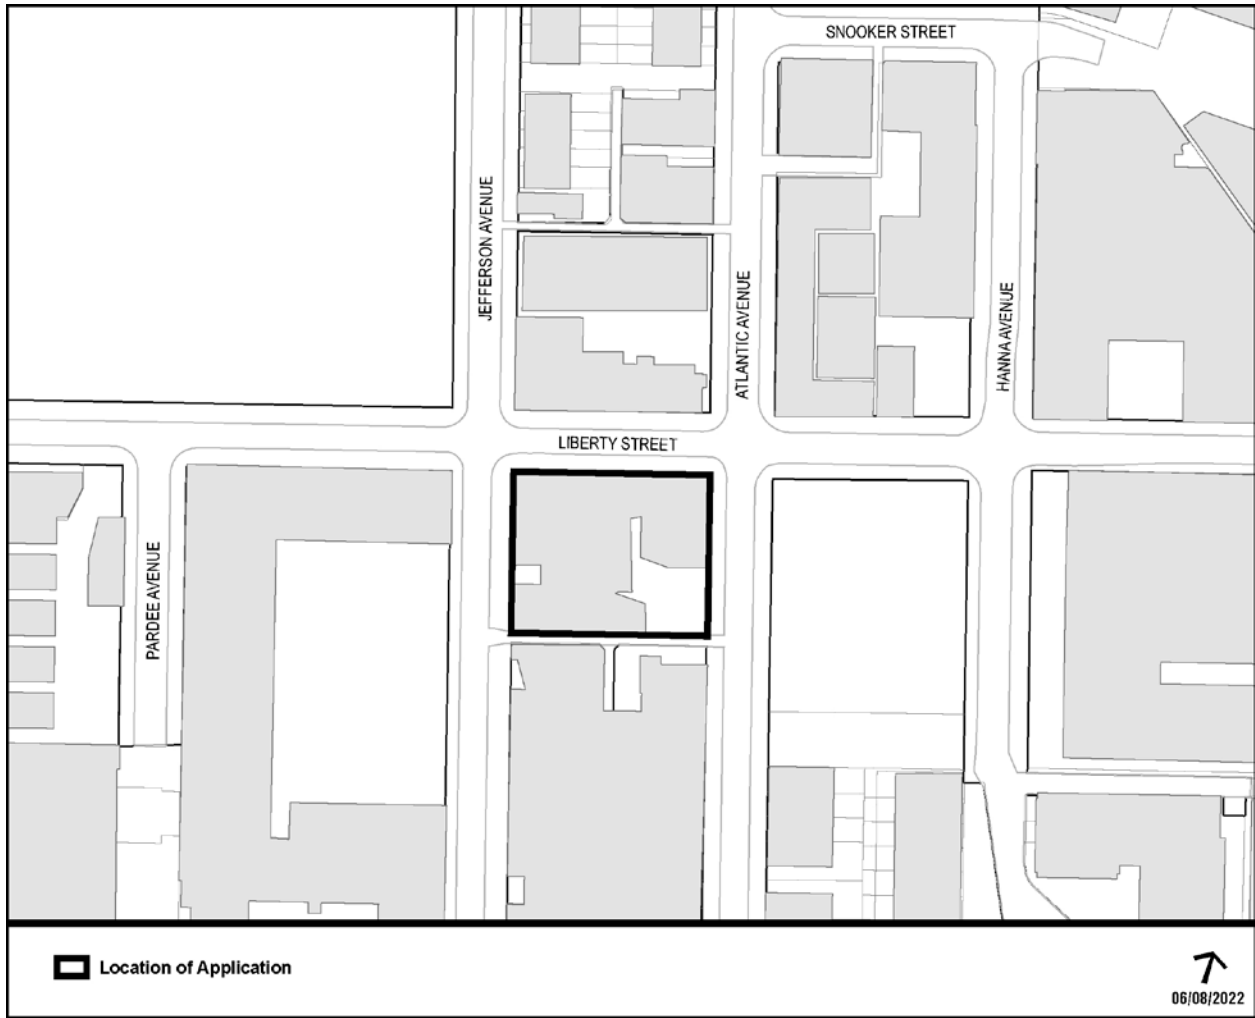 SNOOKER STREET
JEFFERSON AVENUE
ATLANTIC AVENUE
HANNA AVENUE
LIBERTY STREET
PARDEE AVENUE
Location of Application
06/08/2022